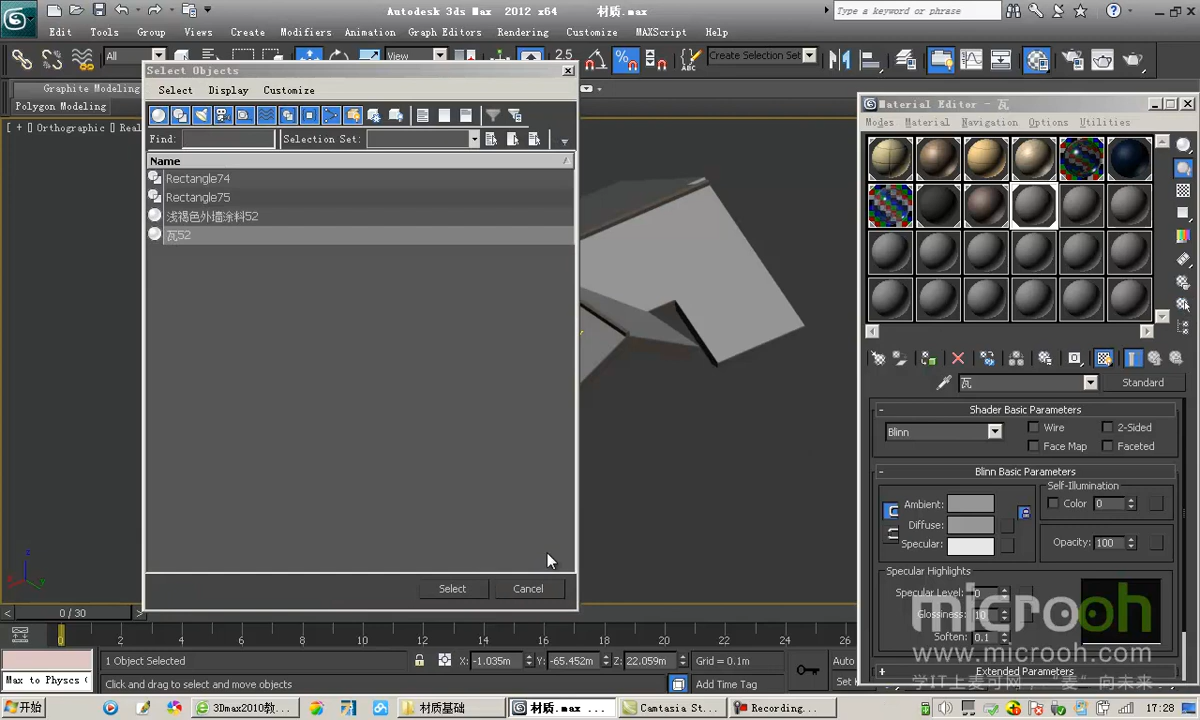 Autodesk 3ds Max 2012 x64 材质.max
Type a keyword or phrase
Edit Tools Group Views Create Modifiers Animation Graph Editors Rendering Customize MAXScript Help
All View 2.5 Create Selection Set
Graphite Modeling
Polygon Modeling
[ + [] Orthographic [] Real
Select Objects
Select Display Customize
Find: Selection Set:
Name
Rectangle74
Rectangle75
浅褐色外墙涂料52
瓦52
Select Cancel
Material Editor - 瓦
Modes Material Navigation Options Utilities
瓦 Standard
Shader Basic Parameters
Blinn Wire 2-Sided
Face Map Faceted
Blinn Basic Parameters
Self-Illumination
Ambient: Color 0
Diffuse:
Specular: Opacity: 100
Specular Highlights
Specular Level: 0
Glossiness: 10
Soften: 0.1
Extended Parameters
microoh
www.microoh.com
学IT上麦可网，“麦”向未来
0 / 30
0 2 4 6 8 10 12 14 16 18 20 22 24 26
1 Object Selected X: -1.035m Y: -65.452m Z: 22.059m Grid = 0.1m Auto
Max to Physcs ( Click and drag to select and move objects Add Time Tag Set K
开始 3DMax2010教... 材质基础 材质.max ... Camtasia St... Recording... 17:28